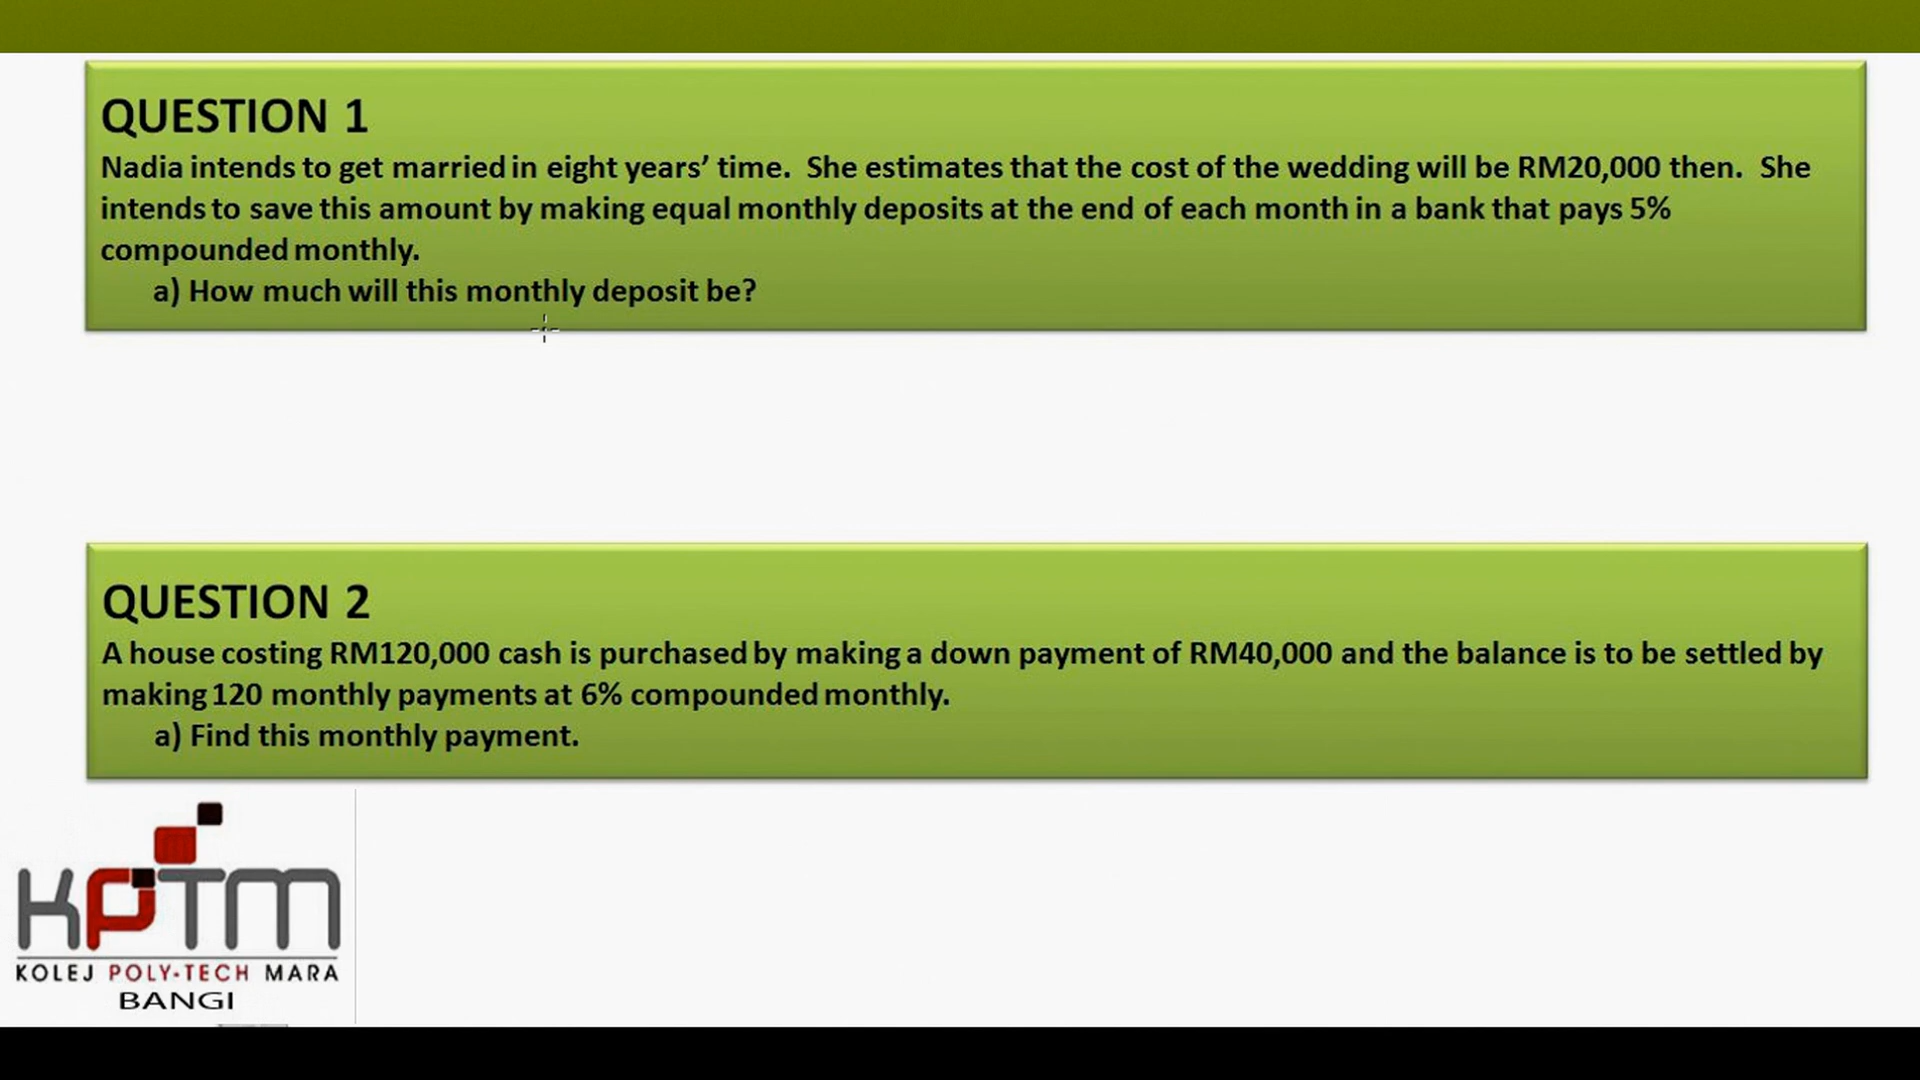 QUESTION 1
Nadia intends to get married in eight years’ time. She estimates that the cost of the wedding will be RM20,000 then. She
intends to save this amount by making equal monthly deposits at the end of each month in a bank that pays 5%
compounded monthly.
a) How much will this monthly deposit be?
QUESTION 2
A house costing RM120,000 cash is purchased by making a down payment of RM40,000 and the balance is to be settled by
making 120 monthly payments at 6% compounded monthly.
a) Find this monthly payment.
KPTM
KOLEJ POLY-TECH MARA
BANGI